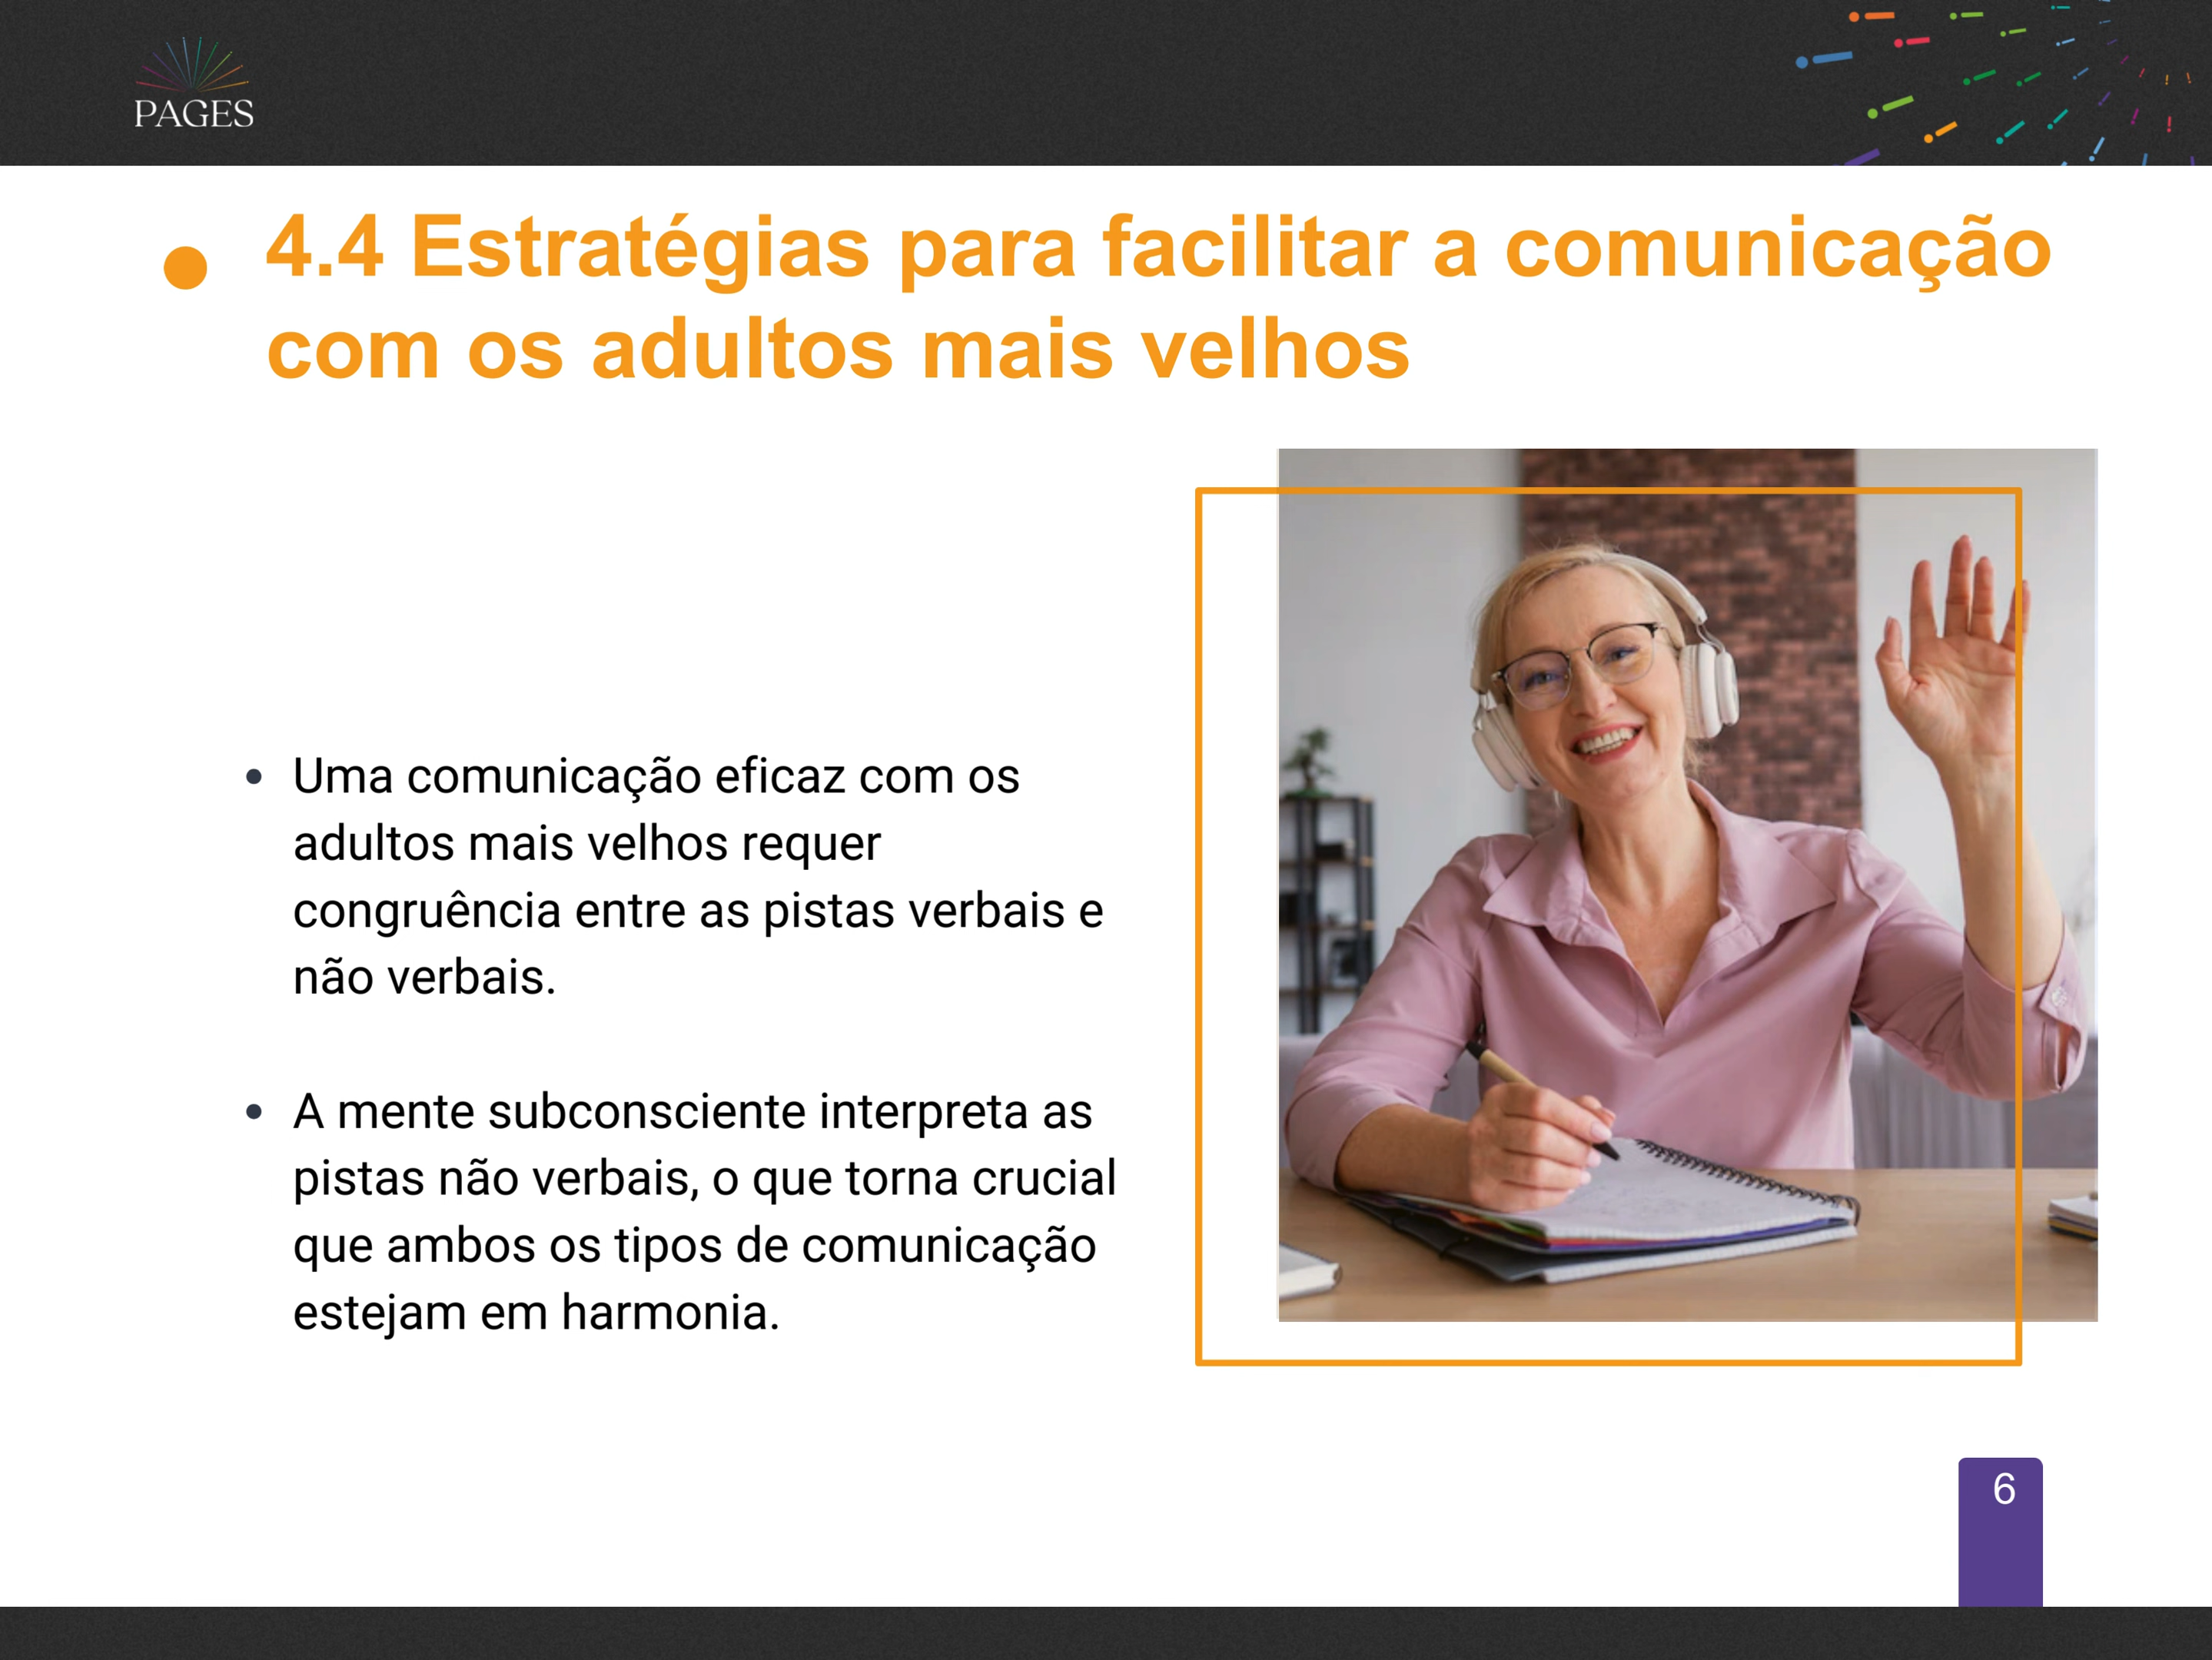 PAGES
4.4 Estratégias para facilitar a comunicação
com os adultos mais velhos
• Uma comunicação eficaz com os
adultos mais velhos requer
congruência entre as pistas verbais e
não verbais.
• A mente subconsciente interpreta as
pistas não verbais, o que torna crucial
que ambos os tipos de comunicação
estejam em harmonia.
6